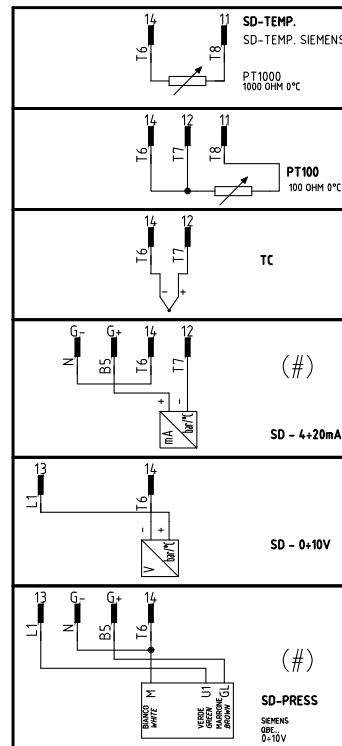 14 11
T6 T8
SD-TEMP.
SD-TEMP. SIEMENS
PT1000
1000 OHM 0°C
14 12 11
T6 T7 T8
PT100
100 OHM 0°C
14 12
T6 T7
- +
TC
G- G+ 14 12
N B5 T6 T7
(#)
+ -
mA bar/°C
SD - 4÷20mA
13 14
L1 T6
- +
V bar/°C
SD - 0÷10V
13 G- G+ 14
L1 N B5 T6
(#)
M U1 GL
BIANCO
WHITE
VERDE
GREEN
MARRONE
BROWN
SD-PRESS
SIEMENS
QBE...
0÷10V